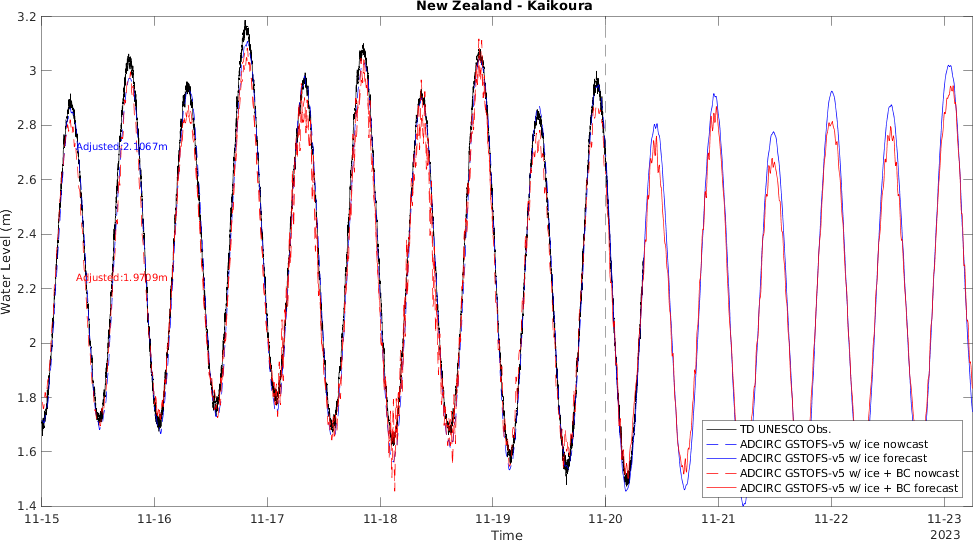 New Zealand - Kaikoura
3.2
3
2.8
2.6
2.4
2.2
2
1.8
1.6
1.4
Water Level (m)
Adjusted:2.1067m
Adjusted:1.9709m
TD UNESCO Obs.
ADCIRC GSTOFS-v5 w/ ice nowcast
ADCIRC GSTOFS-v5 w/ ice forecast
ADCIRC GSTOFS-v5 w/ ice + BC nowcast
ADCIRC GSTOFS-v5 w/ ice + BC forecast
11-15 11-16 11-17 11-18 11-19 11-20 11-21 11-22 11-23
Time
2023